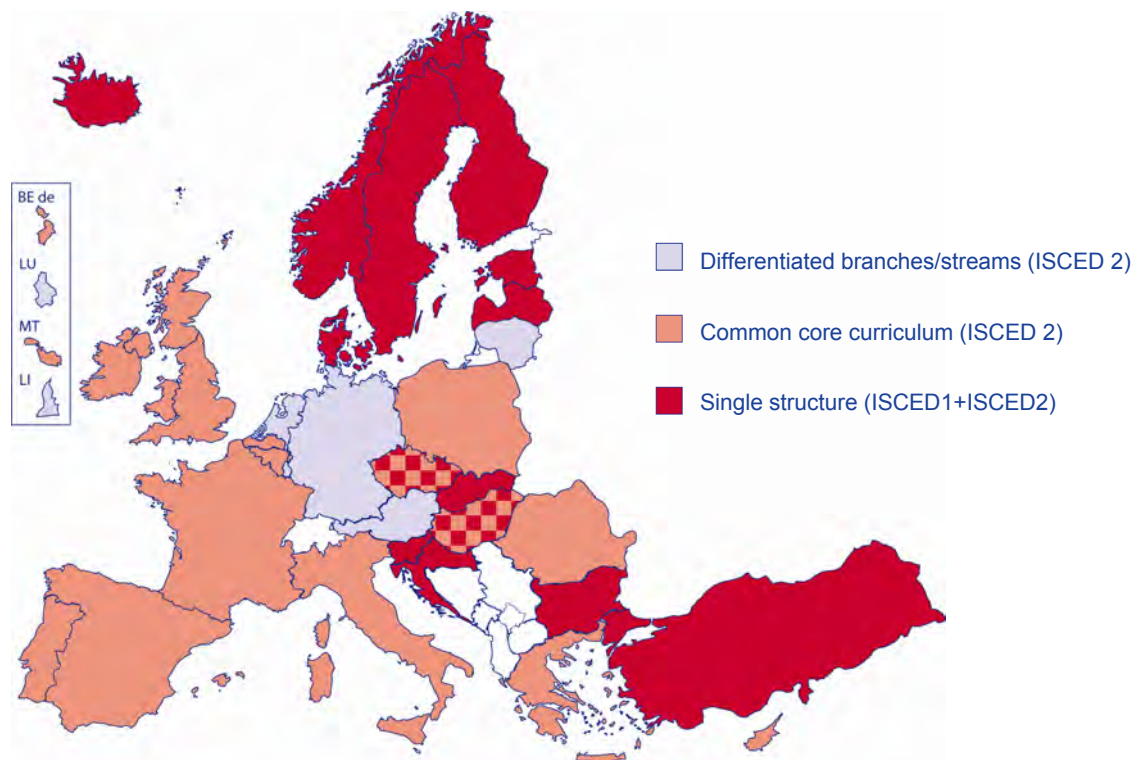 BE de
LU
MT
LI
Differentiated branches/streams (ISCED 2)
Common core curriculum (ISCED 2)
Single structure (ISCED1+ISCED2)